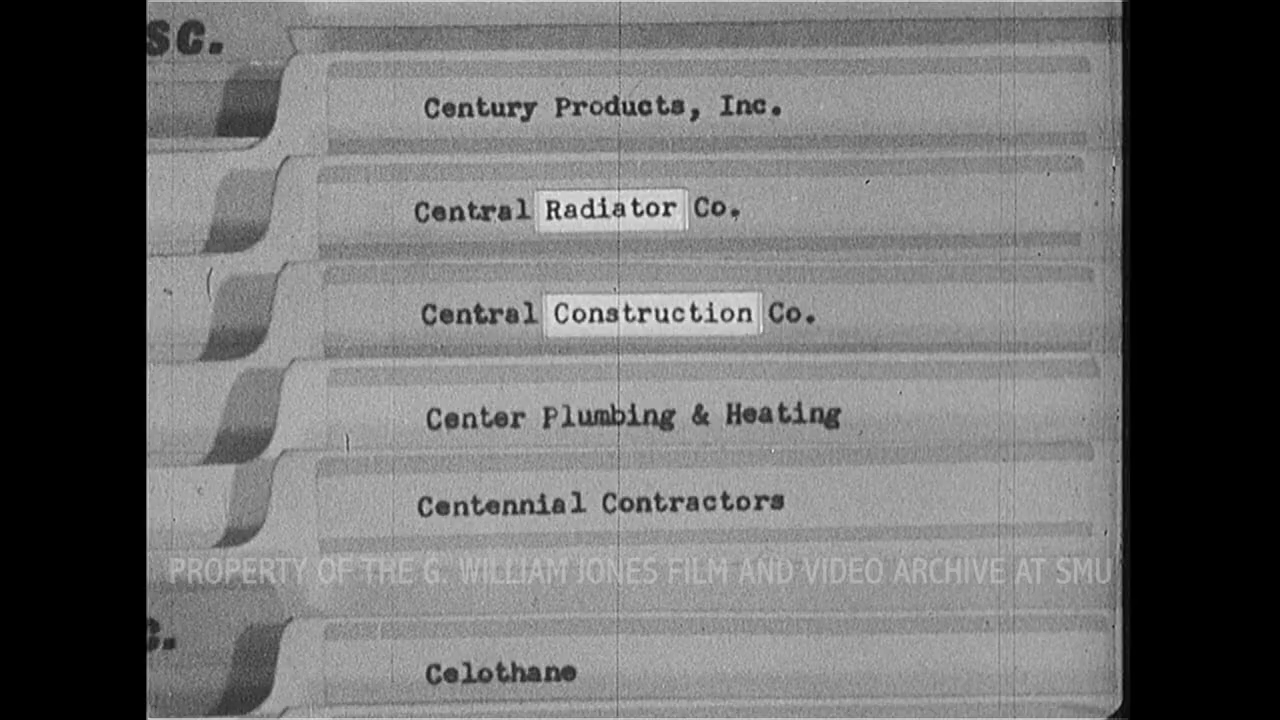 sc.
Century Products, Inc.
Central Radiator Co.
Central Construction Co.
Center Plumbing & Heating
Centennial Contractors
PROPERTY OF THE G. WILLIAM JONES FILM AND VIDEO ARCHIVE AT SMU
c.
Celothane